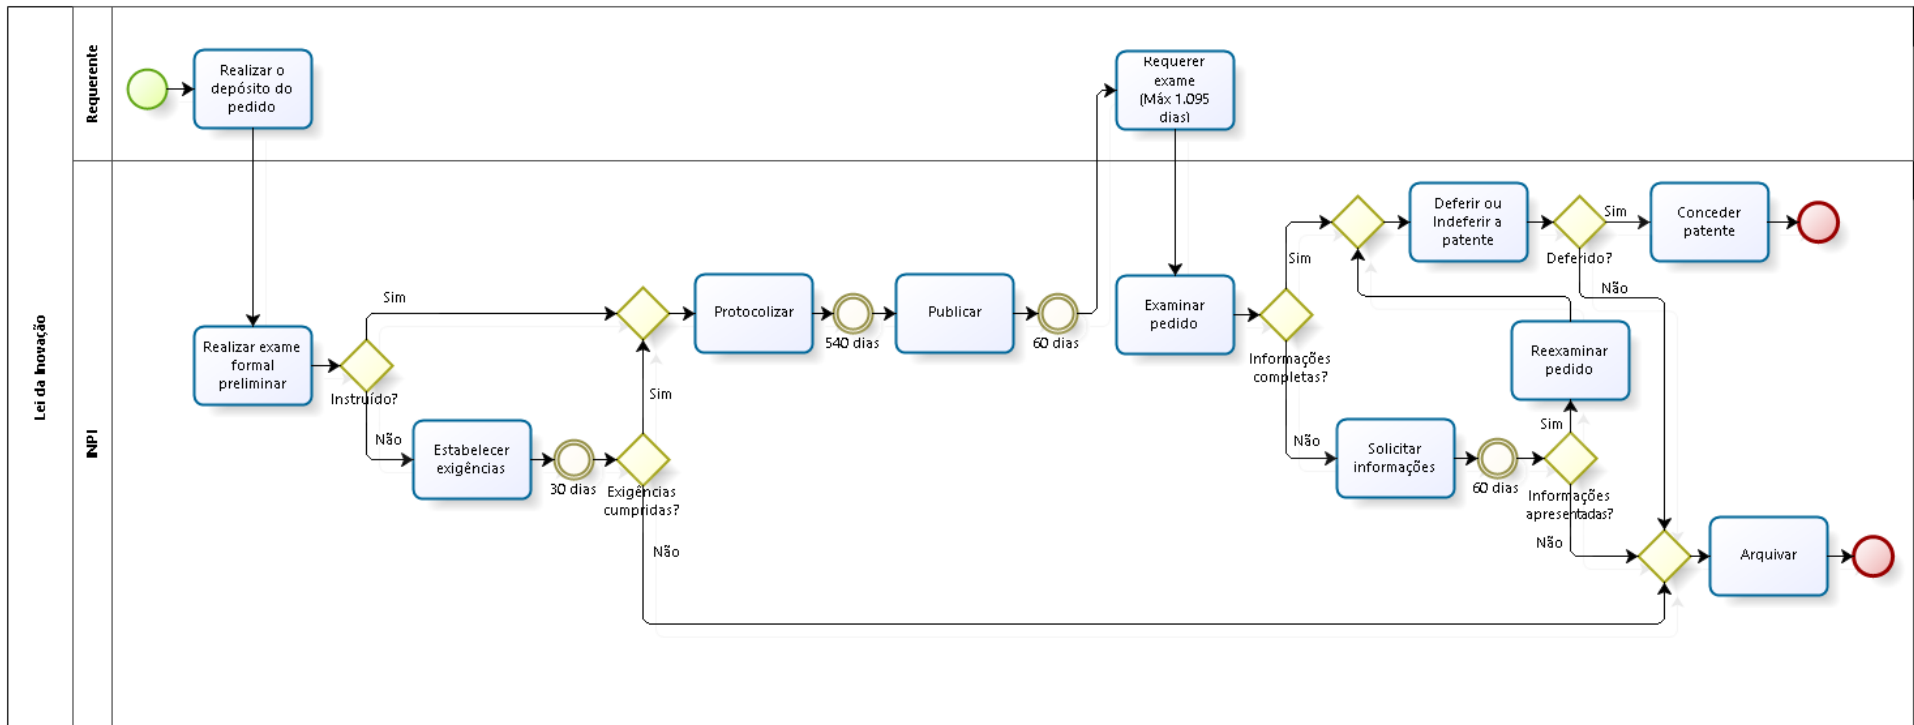 Lei da Inovação
Requerente
INPI
Realizar o
depósito do
pedido
Requerer
exame
(Máx 1.095
dias)
Realizar exame
formal
preliminar
Instruído?
Sim
Não
Estabelecer
exigências
30 dias
Exigências
cumpridas?
Sim
Não
Protocolizar
540 dias
Publicar
60 dias
Examinar
pedido
Informações
completas?
Sim
Não
Solicitar
informações
60 dias
Informações
apresentadas?
Sim
Não
Reexaminar
pedido
Deferir ou
Indeferir a
patente
Deferido?
Sim
Não
Conceder
patente
Arquivar